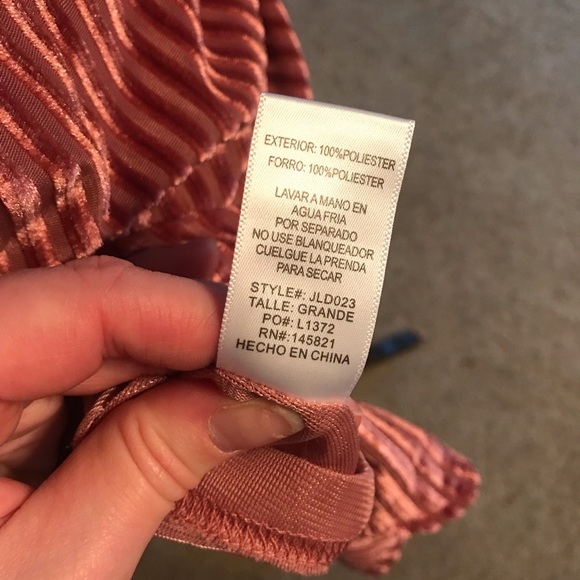 EXTERIOR: 100%POLIESTER
FORRO: 100%POLIESTER
LAVAR A MANO EN
AGUA FRIA
POR SEPARADO
NO USE BLANQUEADOR
CUELGUE LA PRENDA
PARA SECAR
STYLE#: JLD023
TALLE: GRANDE
PO#: L1372
RN#:145821
HECHO EN CHINA